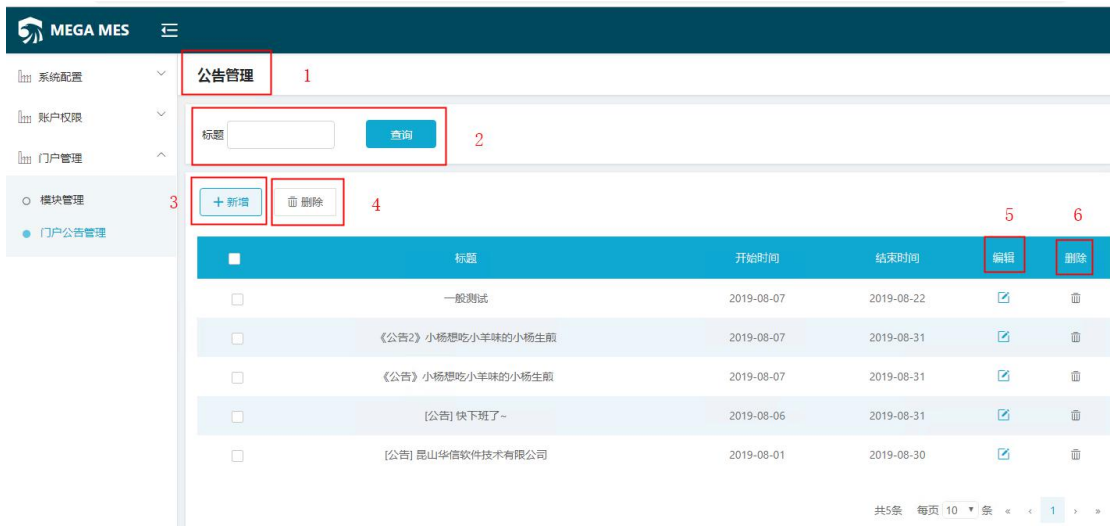 MEGA MES
系统配置
账户权限
门户管理
模块管理
门户公告管理
公告管理 1
标题 查询 2
3 新增 删除 4
5 6
标题 开始时间 结束时间 编辑 删除
一般测试 2019-08-07 2019-08-22
《公告2》小杨想吃小羊味的小杨生煎 2019-08-07 2019-08-31
《公告》小杨想吃小羊味的小杨生煎 2019-08-07 2019-08-31
[公告] 快下班了~ 2019-08-06 2019-08-31
[公告] 昆山华信软件技术有限公司 2019-08-01 2019-08-30
共5条 每页 10 条 « ‹ 1 › »